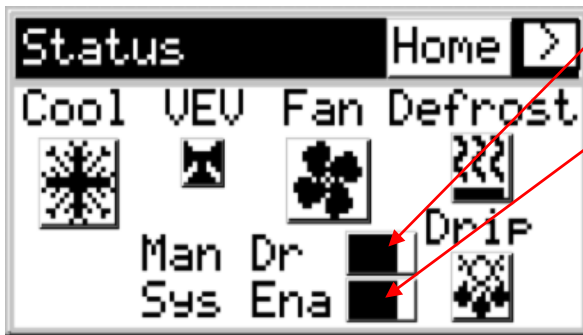 Status Home >
Cool VEV Fan Defrost
Drip
Man Dr
Sys Ena